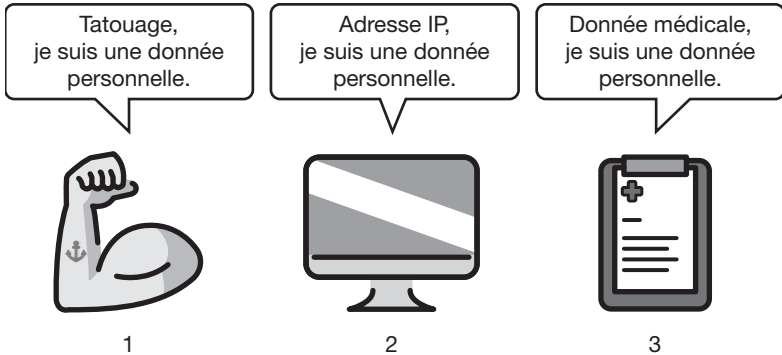 Tatouage,
je suis une donnée
personnelle.
Adresse IP,
je suis une donnée
personnelle.
Donnée médicale,
je suis une donnée
personnelle.
1
2
3